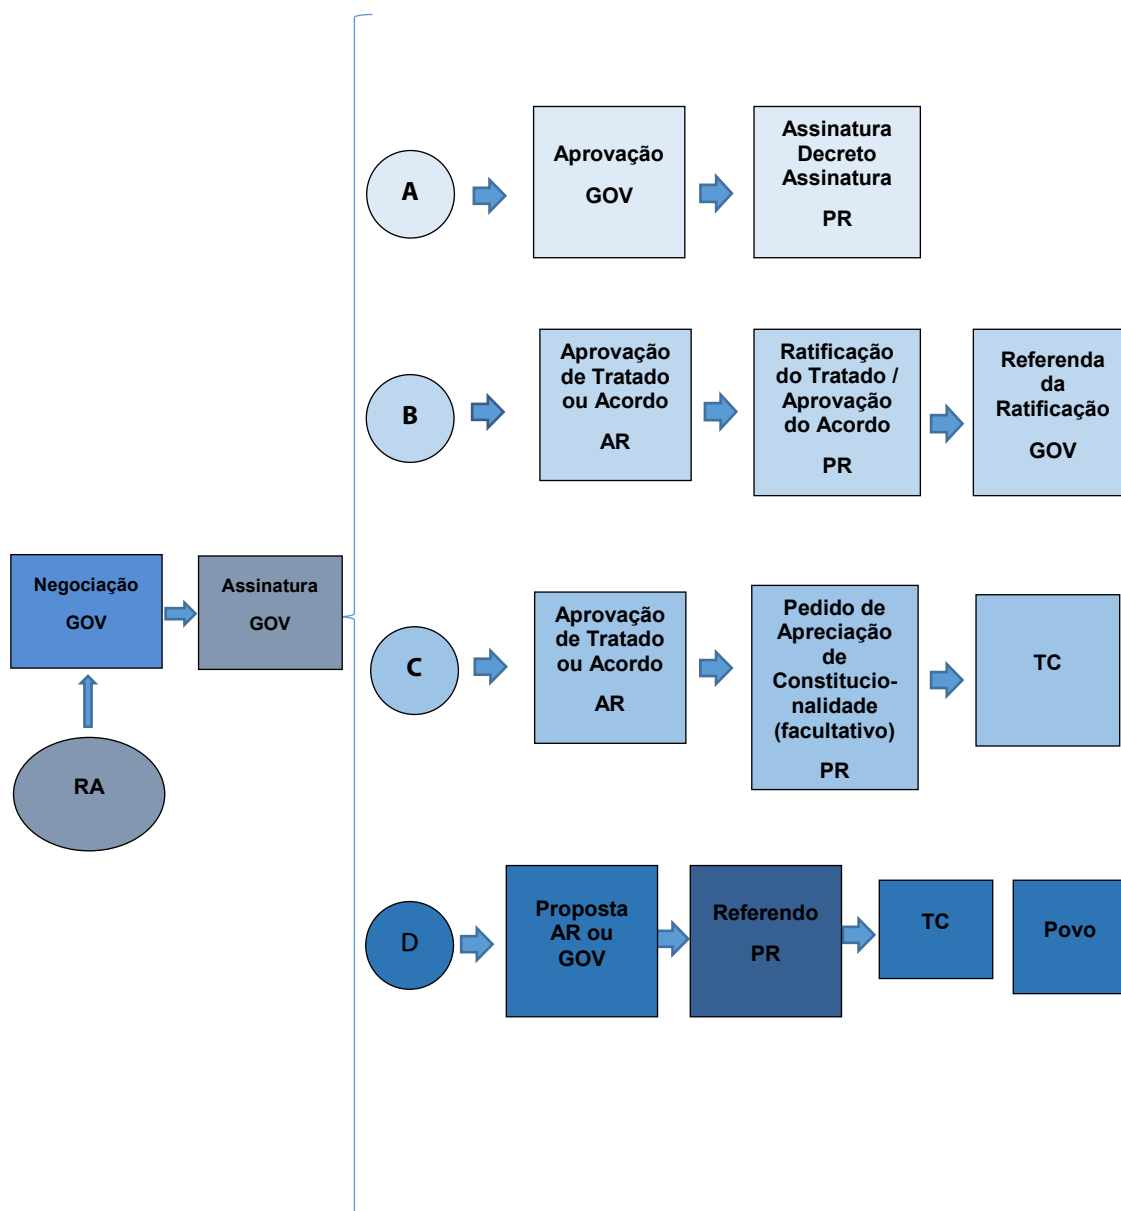 A
Aprovação
GOV
Assinatura
Decreto
Assinatura
PR
B
Aprovação
de Tratado
ou Acordo
AR
Ratificação
do Tratado /
Aprovação
do Acordo
PR
Referenda
da
Ratificação
GOV
Negociação
GOV
Assinatura
GOV
RA
C
Aprovação
de Tratado
ou Acordo
AR
Pedido de
Apreciação
de
Constitucio-
nalidade
(facultativo)
PR
TC
D
Proposta
AR ou
GOV
Referendo
PR
TC
Povo